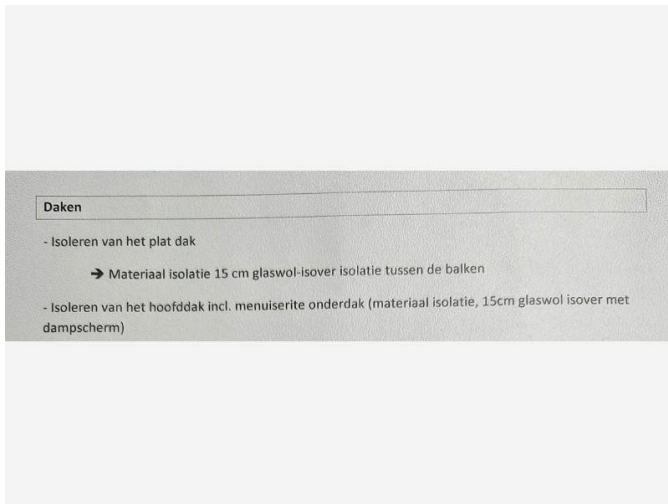 Daken
- Isoleren van het plat dak
➔ Materiaal isolatie 15 cm glaswol-isover isolatie tussen de balken
- Isoleren van het hoofddak incl. menuiserite onderdak (materiaal isolatie, 15cm glaswol isover met
dampscherm)